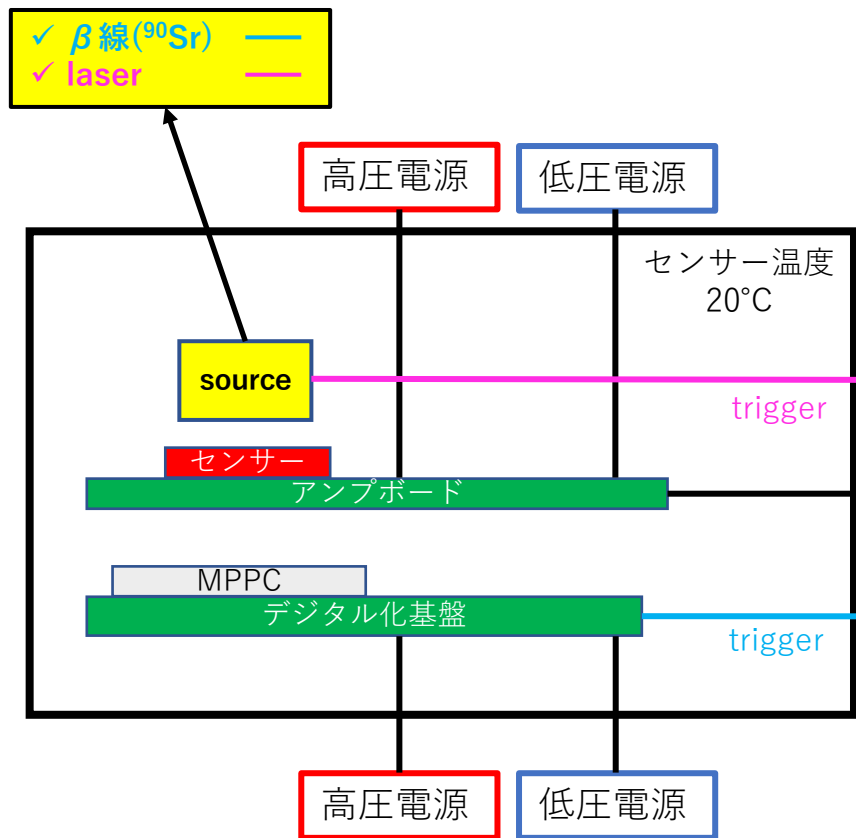 ✓ β線(⁹⁰Sr)
✓ laser
高圧電源
低圧電源
センサー温度
20°C
source
trigger
センサー
アンプボード
MPPC
デジタル化基盤
trigger
高圧電源
低圧電源